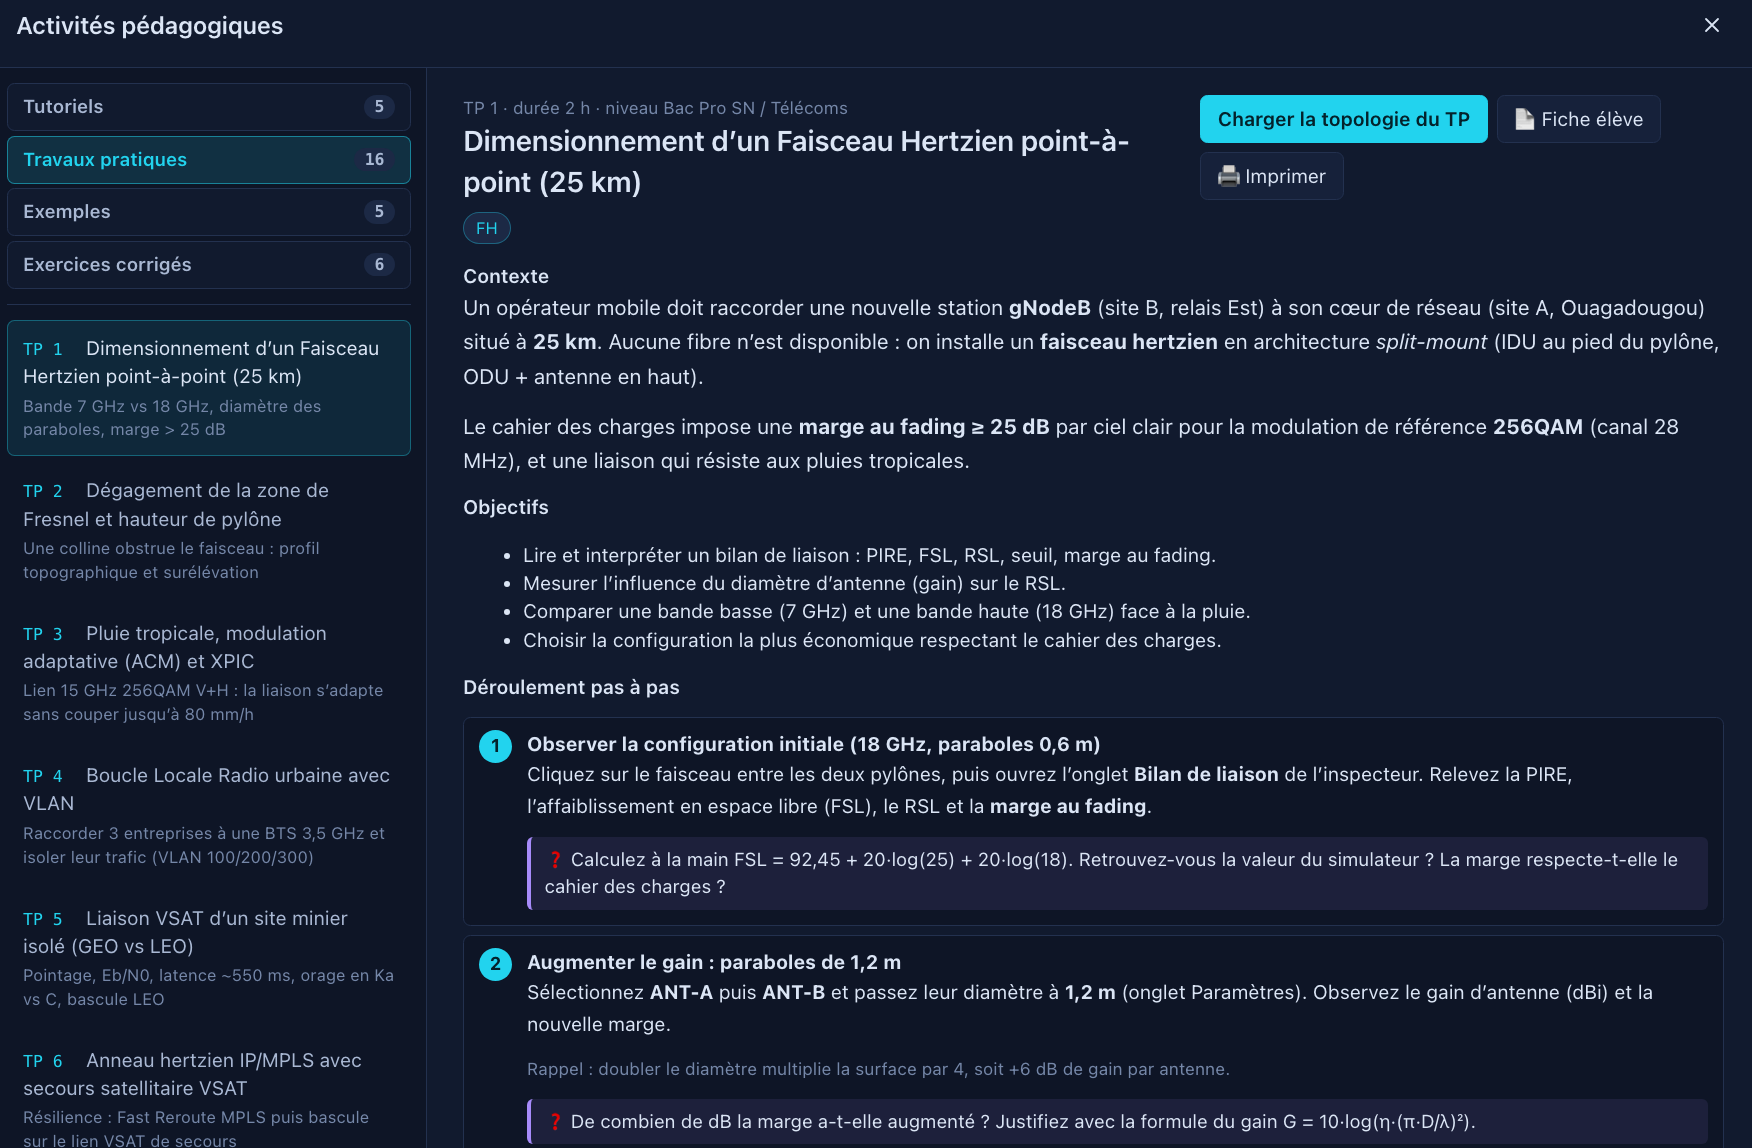 Activités pédagogiques
Tutoriels 5
Travaux pratiques 16
Exemples 5
Exercices corrigés 6
TP 1 Dimensionnement d’un Faisceau
Hertzien point-à-point (25 km)
Bande 7 GHz vs 18 GHz, diamètre des
paraboles, marge > 25 dB
TP 2 Dégagement de la zone de
Fresnel et hauteur de pylône
Une colline obstrue le faisceau : profil
topographique et surélévation
TP 3 Pluie tropicale, modulation
adaptative (ACM) et XPIC
Lien 15 GHz 256QAM V+H : la liaison s’adapte
sans couper jusqu’à 80 mm/h
TP 4 Boucle Locale Radio urbaine avec
VLAN
Raccorder 3 entreprises à une BTS 3,5 GHz et
isoler leur trafic (VLAN 100/200/300)
TP 5 Liaison VSAT d’un site minier
isolé (GEO vs LEO)
Pointage, Eb/N0, latence ~550 ms, orage en Ka
vs C, bascule LEO
TP 6 Anneau hertzien IP/MPLS avec
secours satellitaire VSAT
Résilience : Fast Reroute MPLS puis bascule
sur le lien VSAT de secours
TP 1 · durée 2 h · niveau Bac Pro SN / Télécoms
Dimensionnement d’un Faisceau Hertzien point-à-
point (25 km)
FH
Charger la topologie du TP
Fiche élève
Imprimer
Contexte
Un opérateur mobile doit raccorder une nouvelle station gNodeB (site B, relais Est) à son cœur de réseau (site A, Ouagadougou)
situé à 25 km. Aucune fibre n’est disponible : on installe un faisceau hertzien en architecture split-mount (IDU au pied du pylône,
ODU + antenne en haut).
Le cahier des charges impose une marge au fading ≥ 25 dB par ciel clair pour la modulation de référence 256QAM (canal 28
MHz), et une liaison qui résiste aux pluies tropicales.
Objectifs
• Lire et interpréter un bilan de liaison : PIRE, FSL, RSL, seuil, marge au fading.
• Mesurer l’influence du diamètre d’antenne (gain) sur le RSL.
• Comparer une bande basse (7 GHz) et une bande haute (18 GHz) face à la pluie.
• Choisir la configuration la plus économique respectant le cahier des charges.
Déroulement pas à pas
1 Observer la configuration initiale (18 GHz, paraboles 0,6 m)
Cliquez sur le faisceau entre les deux pylônes, puis ouvrez l’onglet Bilan de liaison de l’inspecteur. Relevez la PIRE,
l’affaiblissement en espace libre (FSL), le RSL et la marge au fading.
❓ Calculez à la main FSL = 92,45 + 20·log(25) + 20·log(18). Retrouvez-vous la valeur du simulateur ? La marge respecte-t-elle le
cahier des charges ?
2 Augmenter le gain : paraboles de 1,2 m
Sélectionnez ANT-A puis ANT-B et passez leur diamètre à 1,2 m (onglet Paramètres). Observez le gain d’antenne (dBi) et la
nouvelle marge.
Rappel : doubler le diamètre multiplie la surface par 4, soit +6 dB de gain par antenne.
❓ De combien de dB la marge a-t-elle augmenté ? Justifiez avec la formule du gain G = 10·log(η·(π·D/λ)²).